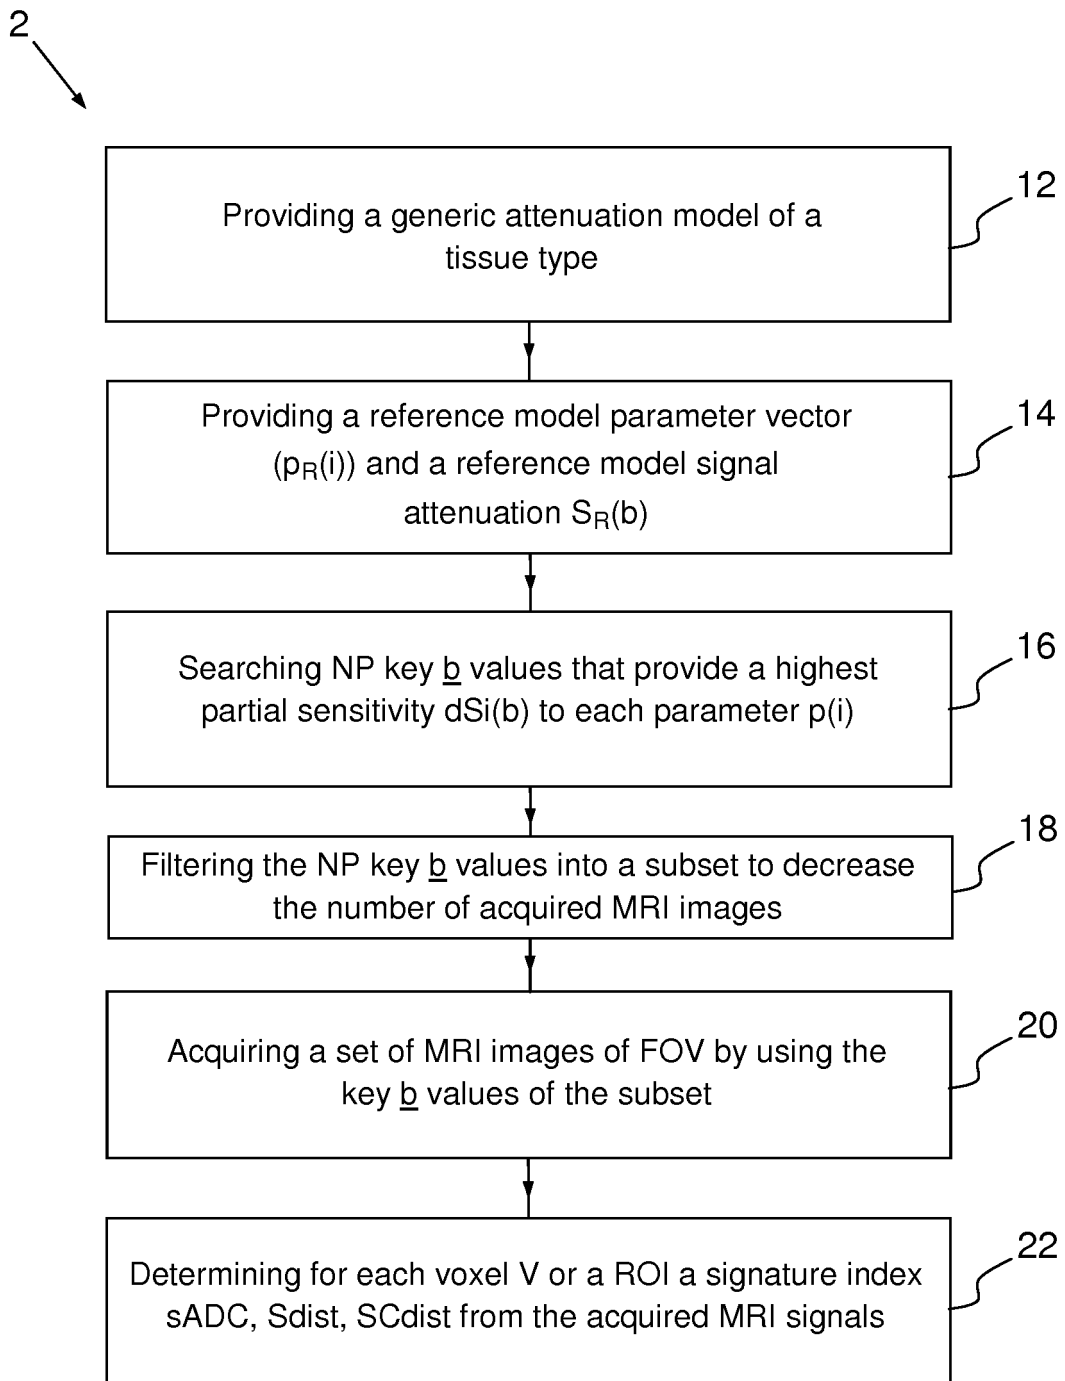 2
Providing a generic attenuation model of a
tissue type
12
Providing a reference model parameter vector
(pR(i)) and a reference model signal
attenuation SR(b)
14
Searching NP key b values that provide a highest
partial sensitivity dSi(b) to each parameter p(i)
16
Filtering the NP key b values into a subset to decrease
the number of acquired MRI images
18
Acquiring a set of MRI images of FOV by using the
key b values of the subset
20
Determining for each voxel V or a ROI a signature index
sADC, Sdist, SCdist from the acquired MRI signals
22